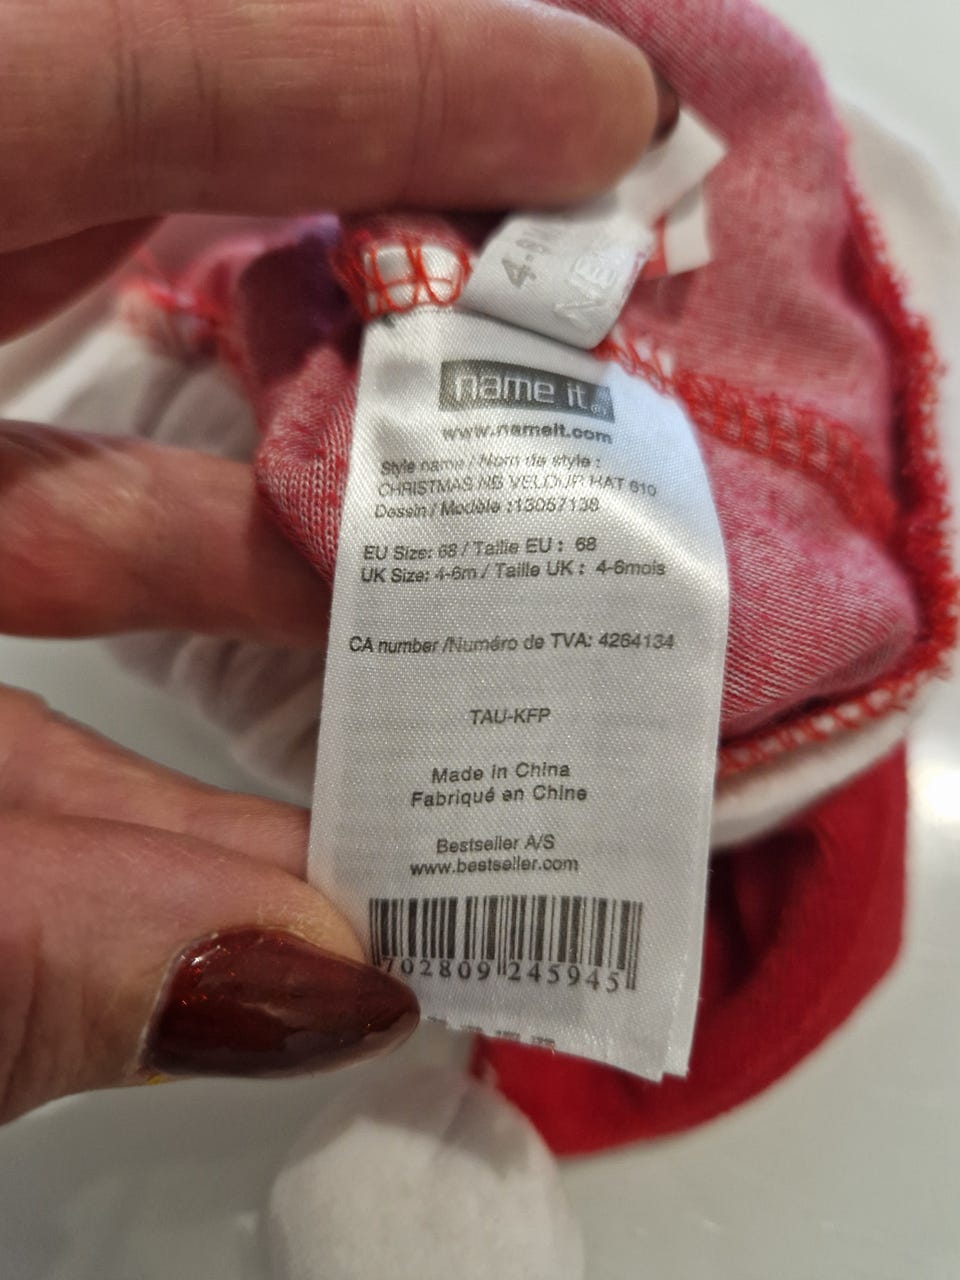 4-
NE
name it
www.nameit.com
Style name / Nom de style :
CHRISTMAS NB VELOUR HAT 610
Dessin / Modèle :13057138
EU Size: 68 / Taille EU : 68
UK Size: 4-6m / Taille UK : 4-6mois
CA number /Numéro de TVA: 4264134
TAU-KFP
Made in China
Fabriqué en Chine
Bestseller A/S
www.bestseller.com
702809 245945